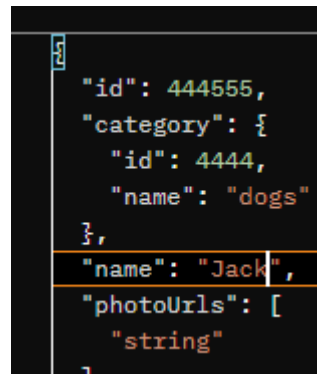 {
"id": 444555,
"category": {
"id": 4444,
"name": "dogs"
},
"name": "Jack",
"photoUrls": [
"string"
]